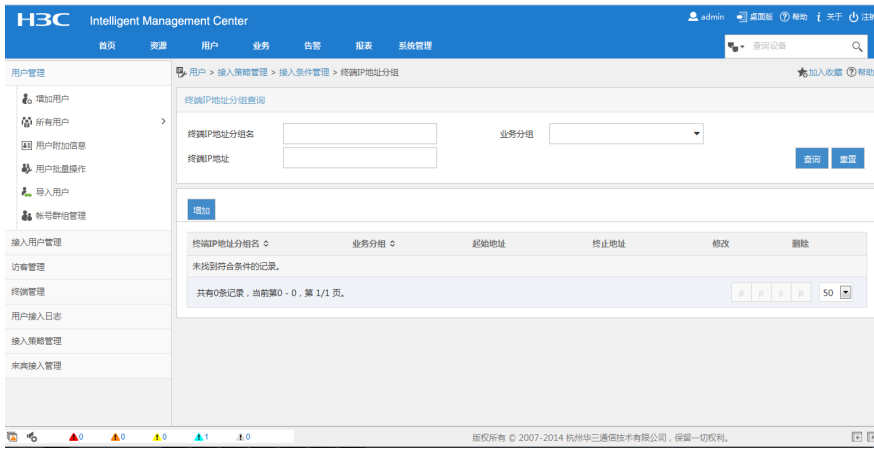 H3C Intelligent Management Center
admin 桌面版 帮助 关于
首页 资源 用户 业务 告警 报表 系统管理
查询设备
用户管理
用户 > 接入策略管理 > 接入条件管理 > 终端IP地址分组
加入收藏 帮助
增加用户
所有用户
用户附加信息
用户批量操作
导入用户
帐号群组管理
接入用户管理
访客管理
终端管理
用户接入日志
接入策略管理
来宾接入管理
终端IP地址分组查询
终端IP地址分组名 业务分组
终端IP地址
查询 重置
增加
终端IP地址分组名 业务分组 起始地址 终止地址 修改 删除
未找到符合条件的记录。
共有0条记录，当前第0 - 0，第 1/1 页。
50
0 0 0 1 0
版权所有 © 2007-2014 杭州华三通信技术有限公司，保留一切权利。